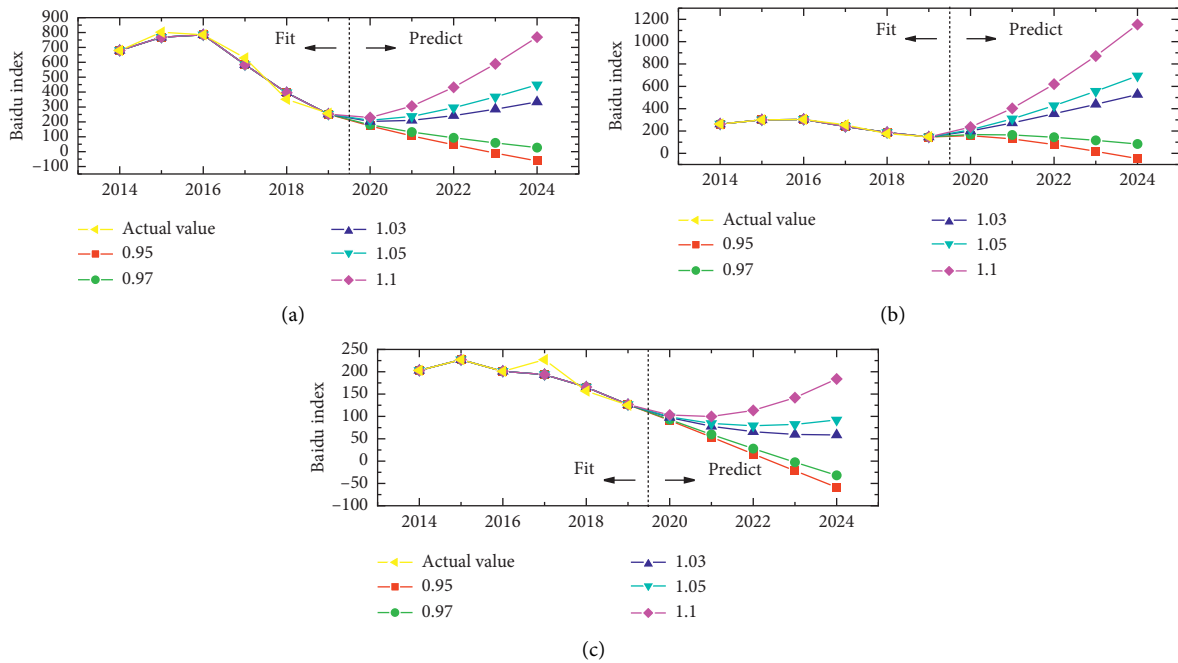 900
800
700
600
500
400
300
200
100
0
−100
Baidu index
Fit
Predict
2014 2016 2018 2020 2022 2024
Actual value
0.95
0.97
1.03
1.05
1.1
(a)
1200
1000
800
600
400
200
0
Baidu index
Fit
Predict
2014 2016 2018 2020 2022 2024
Actual value
0.95
0.97
1.03
1.05
1.1
(b)
250
200
150
100
50
0
−50
−100
Baidu index
Fit
Predict
2014 2016 2018 2020 2022 2024
Actual value
0.95
0.97
1.03
1.05
1.1
(c)